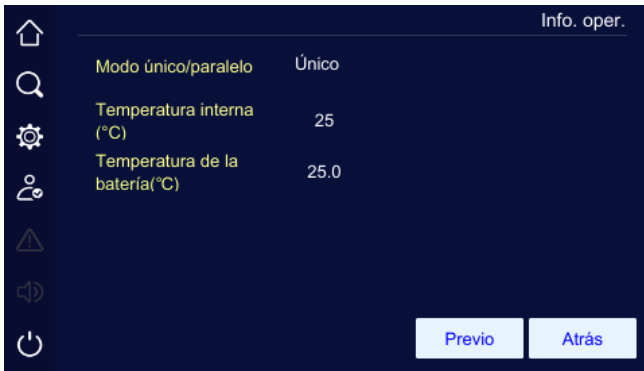 Info. oper.
Modo único/paralelo Único
Temperatura interna
(°C) 25
Temperatura de la
batería(°C) 25.0
Previo Atrás